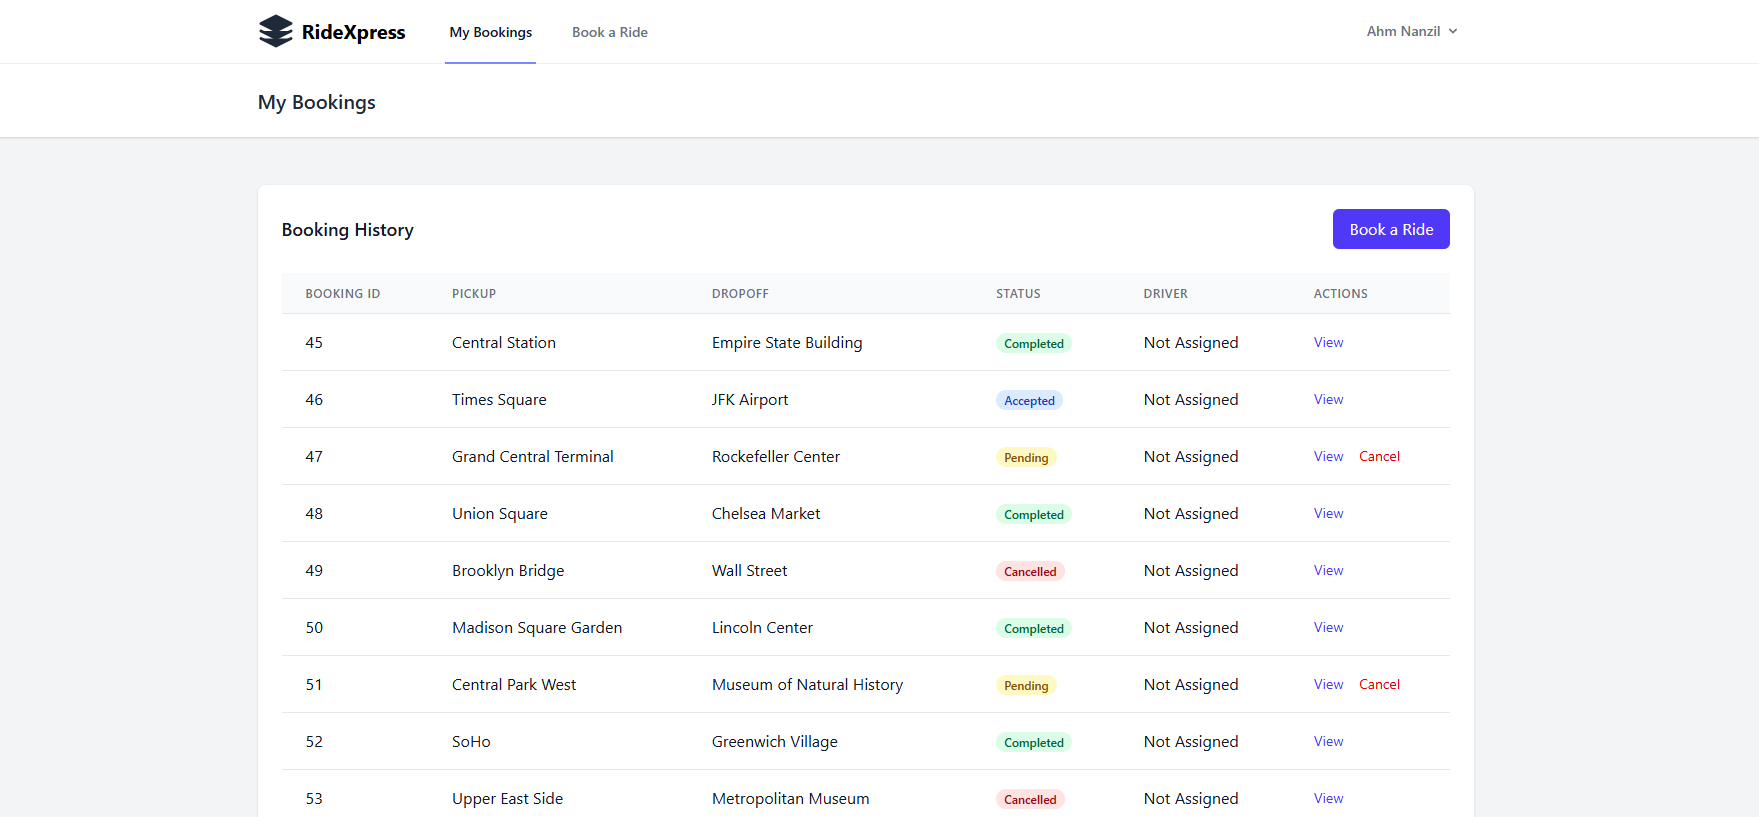 RideXpress My Bookings Book a Ride Ahm Nanzil
My Bookings
Booking History Book a Ride
BOOKING ID PICKUP DROPOFF STATUS DRIVER ACTIONS
45 Central Station Empire State Building Completed Not Assigned View
46 Times Square JFK Airport Accepted Not Assigned View
47 Grand Central Terminal Rockefeller Center Pending Not Assigned View Cancel
48 Union Square Chelsea Market Completed Not Assigned View
49 Brooklyn Bridge Wall Street Cancelled Not Assigned View
50 Madison Square Garden Lincoln Center Completed Not Assigned View
51 Central Park West Museum of Natural History Pending Not Assigned View Cancel
52 SoHo Greenwich Village Completed Not Assigned View
53 Upper East Side Metropolitan Museum Cancelled Not Assigned View